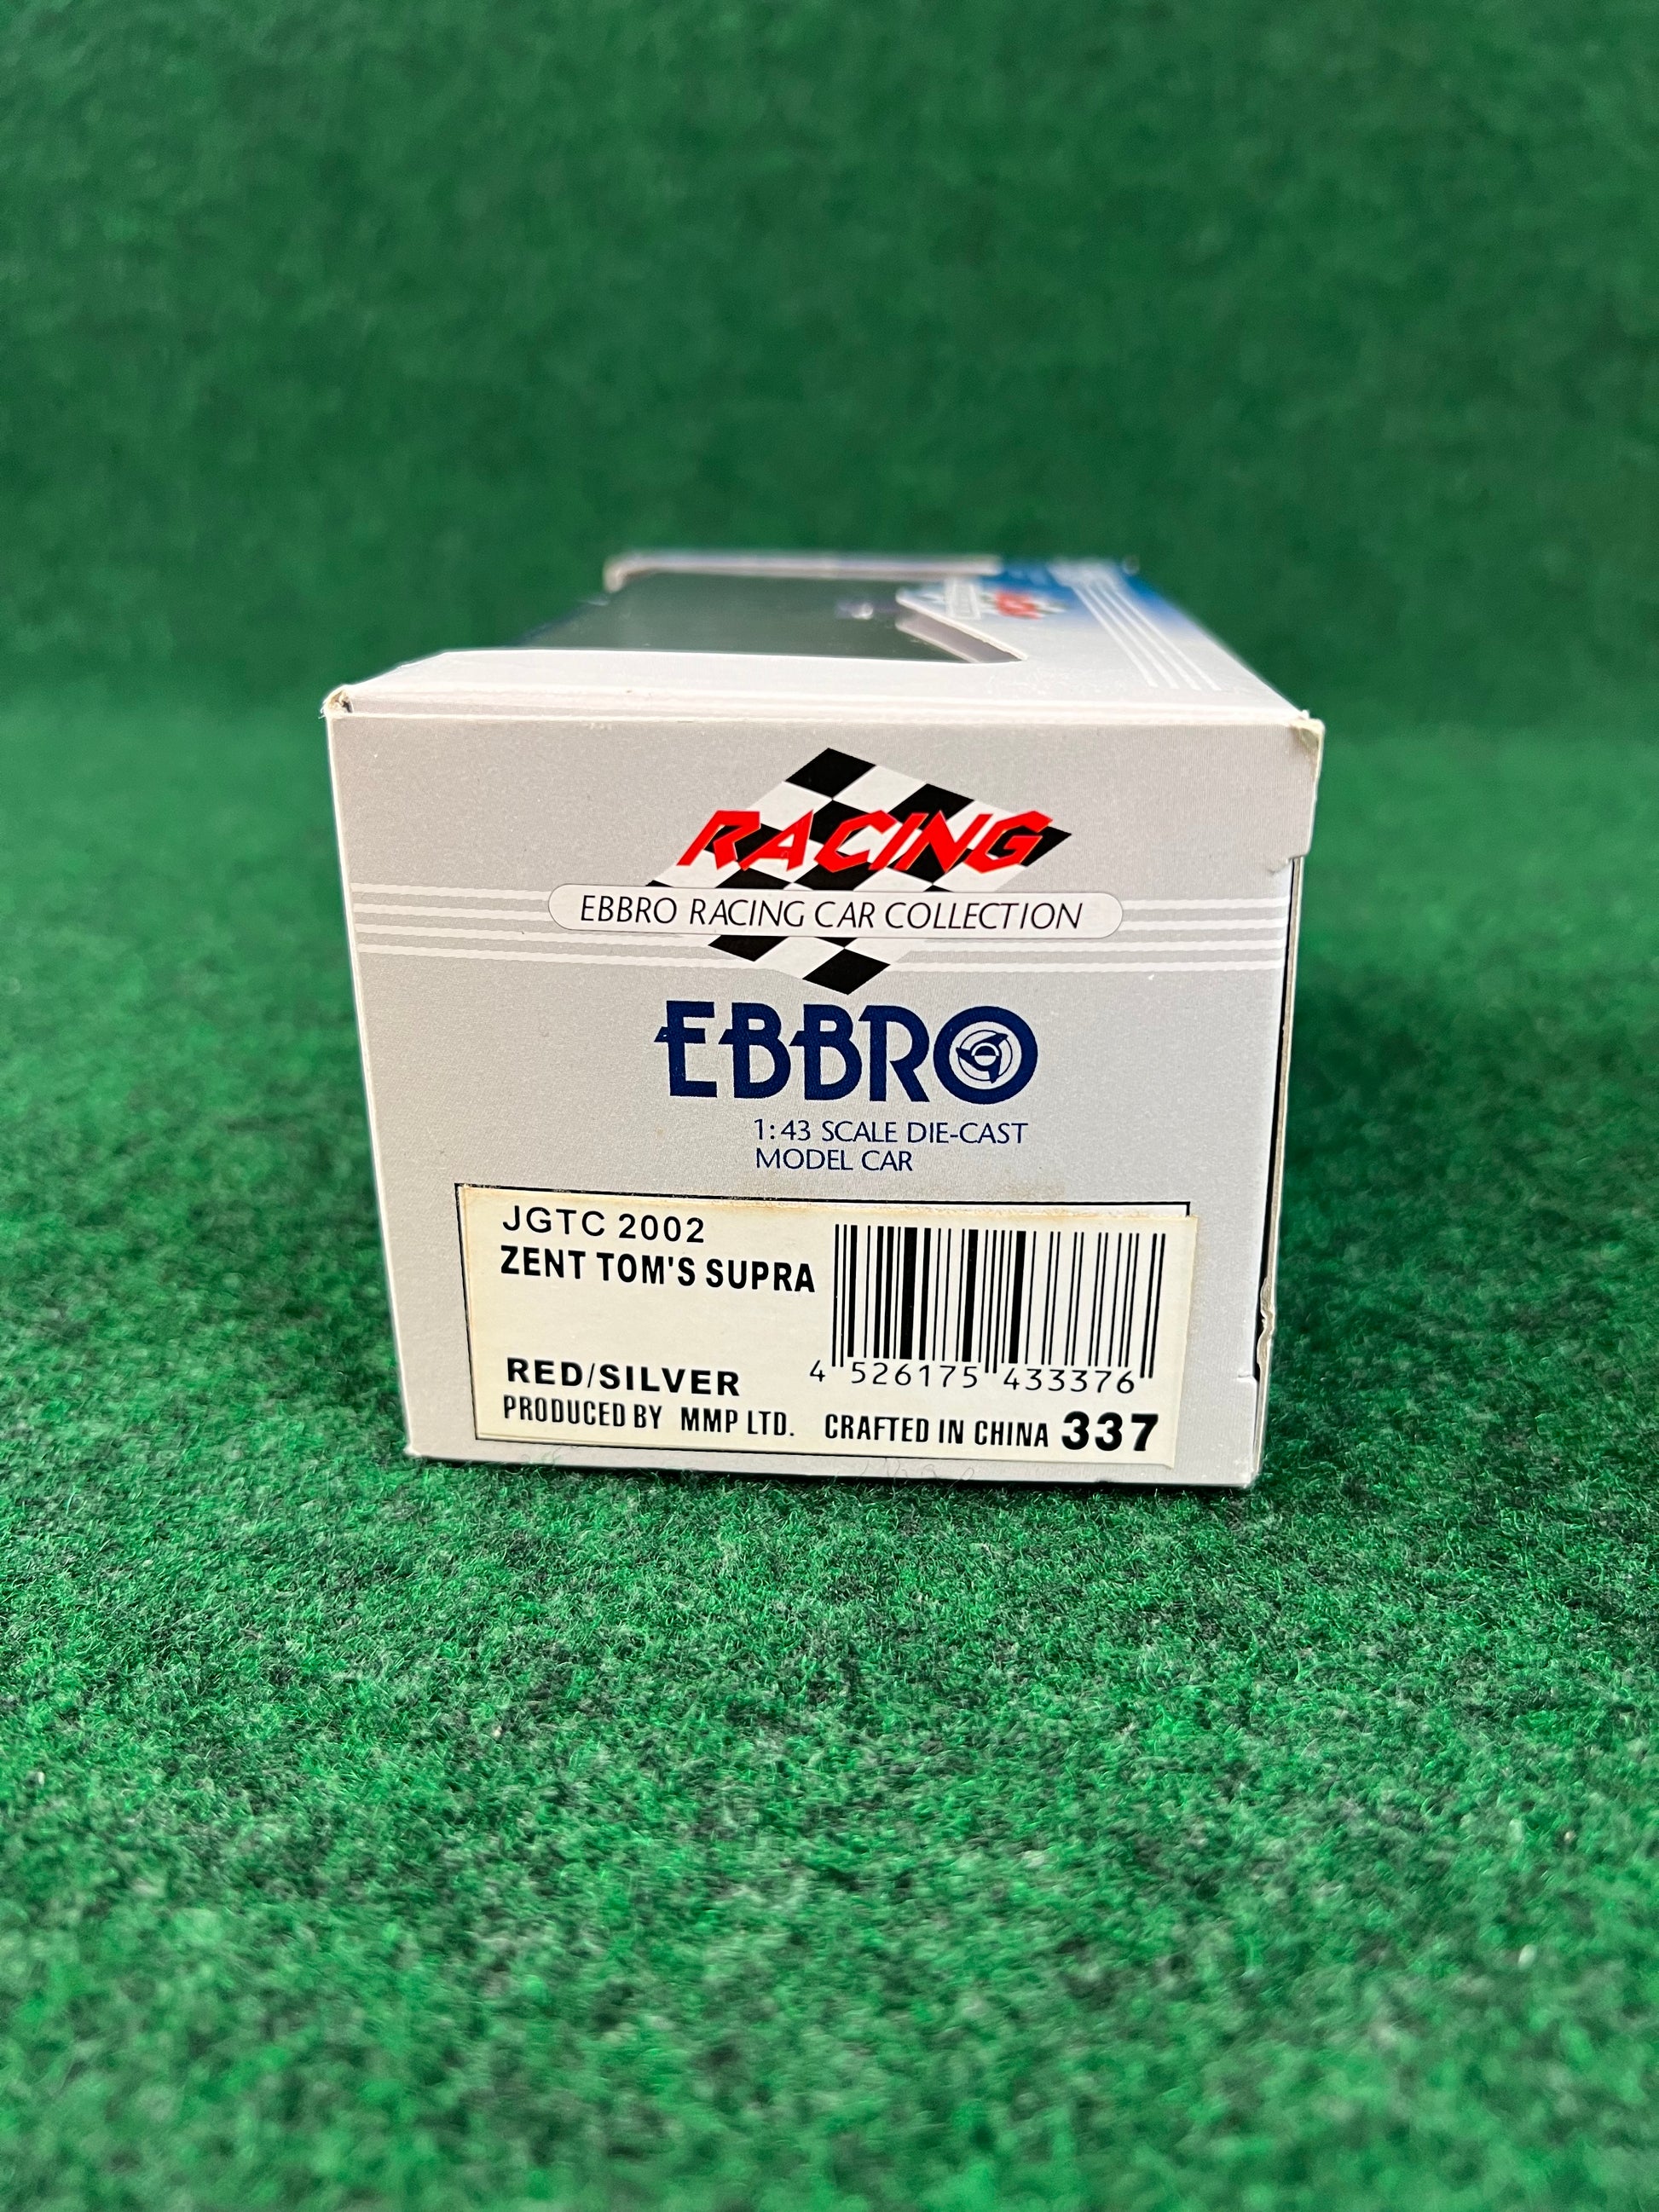 RACING
EBBRO RACING CAR COLLECTION
EBBRO
1:43 SCALE DIE-CAST
MODEL CAR
JGTC 2002
ZENT TOM'S SUPRA
RED/SILVER
4 526175 433376
PRODUCED BY MMP LTD. CRAFTED IN CHINA 337